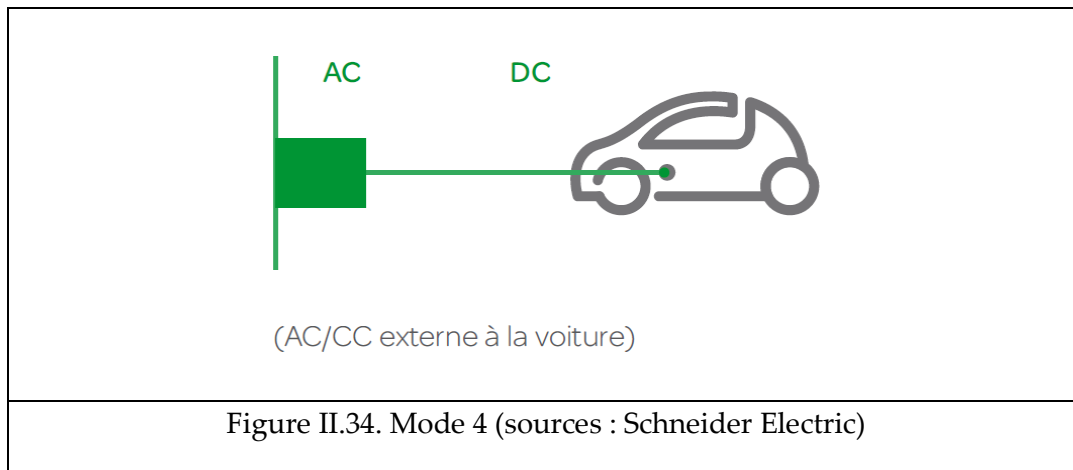 AC DC
(AC/CC externe à la voiture)
Figure II.34. Mode 4 (sources : Schneider Electric)